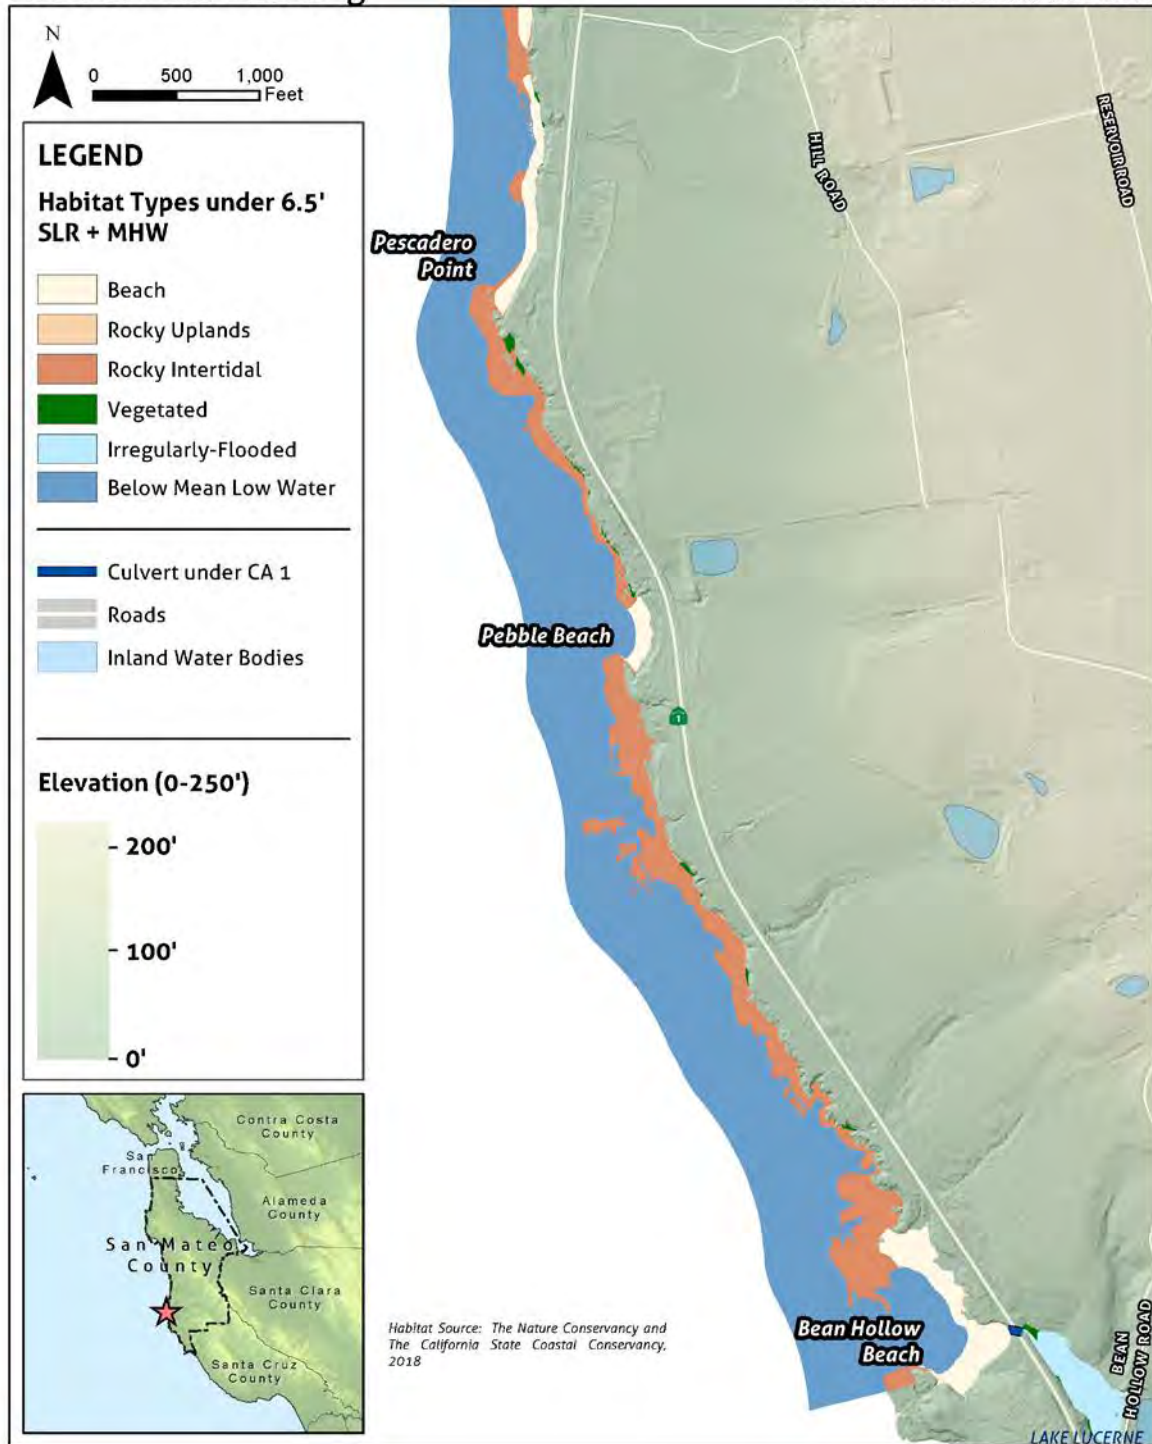 N
0 500 1,000
Feet
LEGEND
Habitat Types under 6.5'
SLR + MHW
Beach
Rocky Uplands
Rocky Intertidal
Vegetated
Irregularly-Flooded
Below Mean Low Water
Culvert under CA 1
Roads
Inland Water Bodies
Elevation (0-250')
200'
100'
0'
Contra Costa
County
San
Francisco
Alameda
County
San Mateo
County
Santa Clara
County
Santa Cruz
County
Habitat Source: The Nature Conservancy and
The California State Coastal Conservancy,
2018
HILL ROAD
RESERVOIR ROAD
Pescadero
Point
Pebble Beach
1
Bean Hollow
Beach
BEAN
HOLLOW ROAD
LAKE LUCERNE